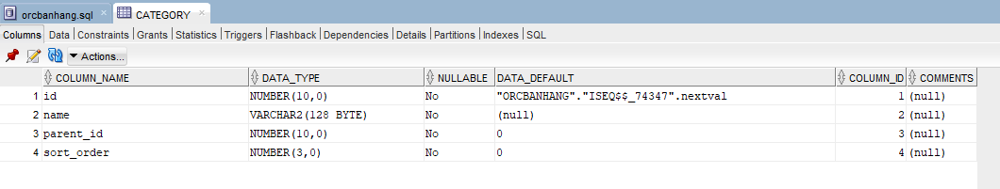 orcbanhang.sql CATEGORY
Columns Data Constraints Grants Statistics Triggers Flashback Dependencies Details Partitions Indexes SQL
Actions...
COLUMN_NAME DATA_TYPE NULLABLE DATA_DEFAULT COLUMN_ID COMMENTS
1 id NUMBER(10,0) No "ORCBANHANG"."ISEQ$$_74347".nextval 1 (null)
2 name VARCHAR2(128 BYTE) No (null) 2 (null)
3 parent_id NUMBER(10,0) No 0 3 (null)
4 sort_order NUMBER(3,0) No 0 4 (null)